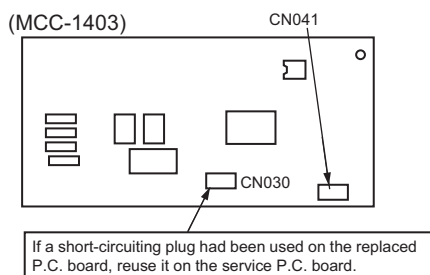 (MCC-1403)
CN041
CN030
If a short-circuiting plug had been used on the replaced
P.C. board, reuse it on the service P.C. board.